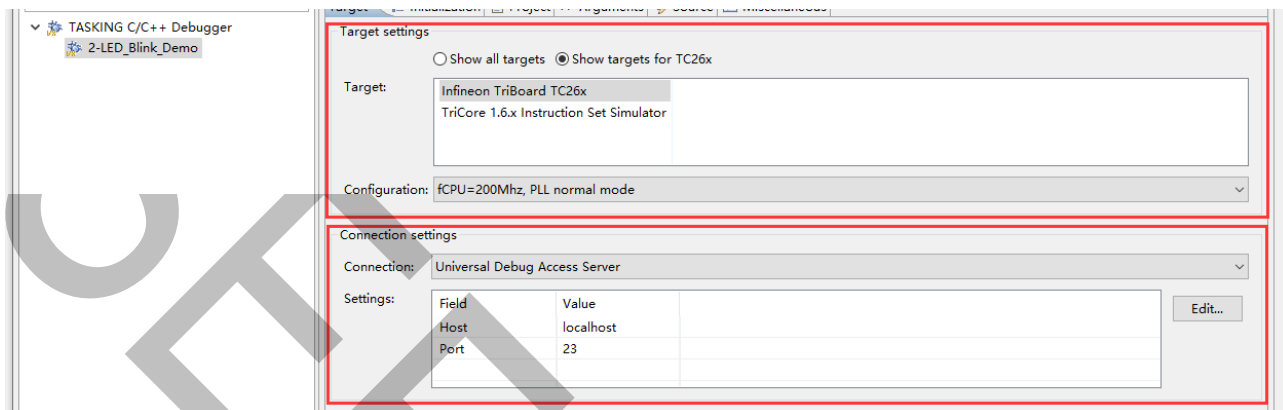 TASKING C/C++ Debugger
2-LED_Blink_Demo
Target settings
Show all targets Show targets for TC26x
Target:
Infineon TriBoard TC26x
TriCore 1.6.x Instruction Set Simulator
Configuration: fCPU=200Mhz, PLL normal mode
Connection settings
Connection: Universal Debug Access Server
Settings:
Field Value
Edit...
Host localhost
Port 23